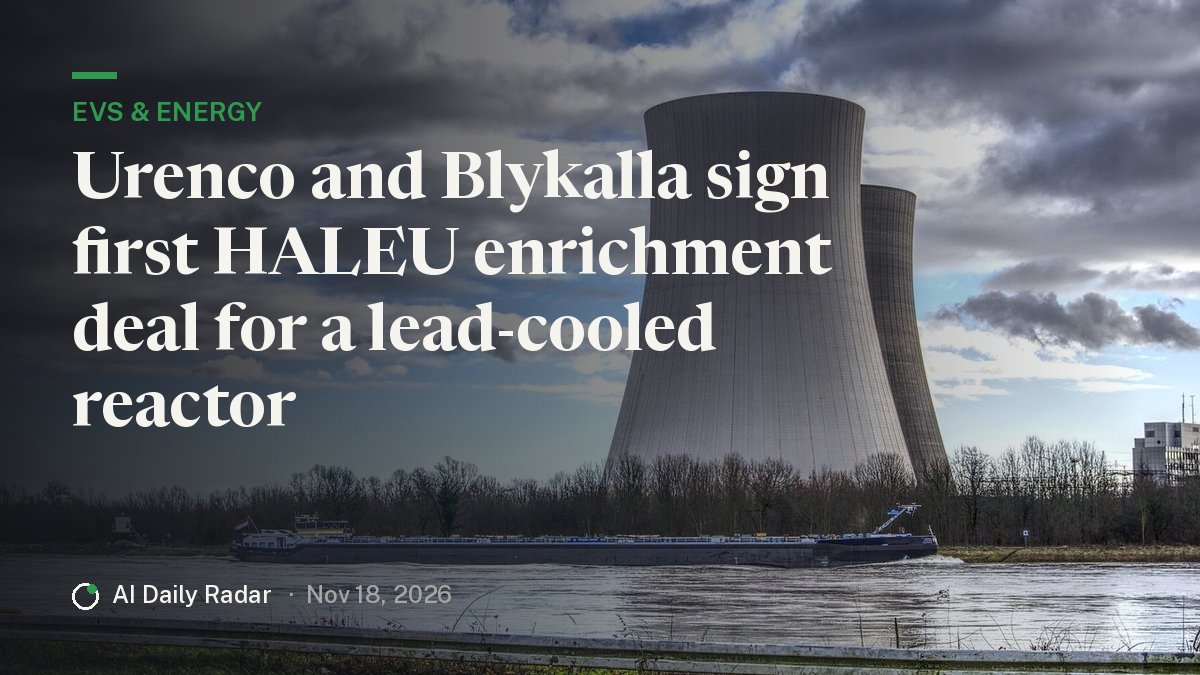 EVS & ENERGY
Urenco and Blykalla sign
first HALEU enrichment
deal for a lead-cooled
reactor
AI Daily Radar · Nov 18, 2026